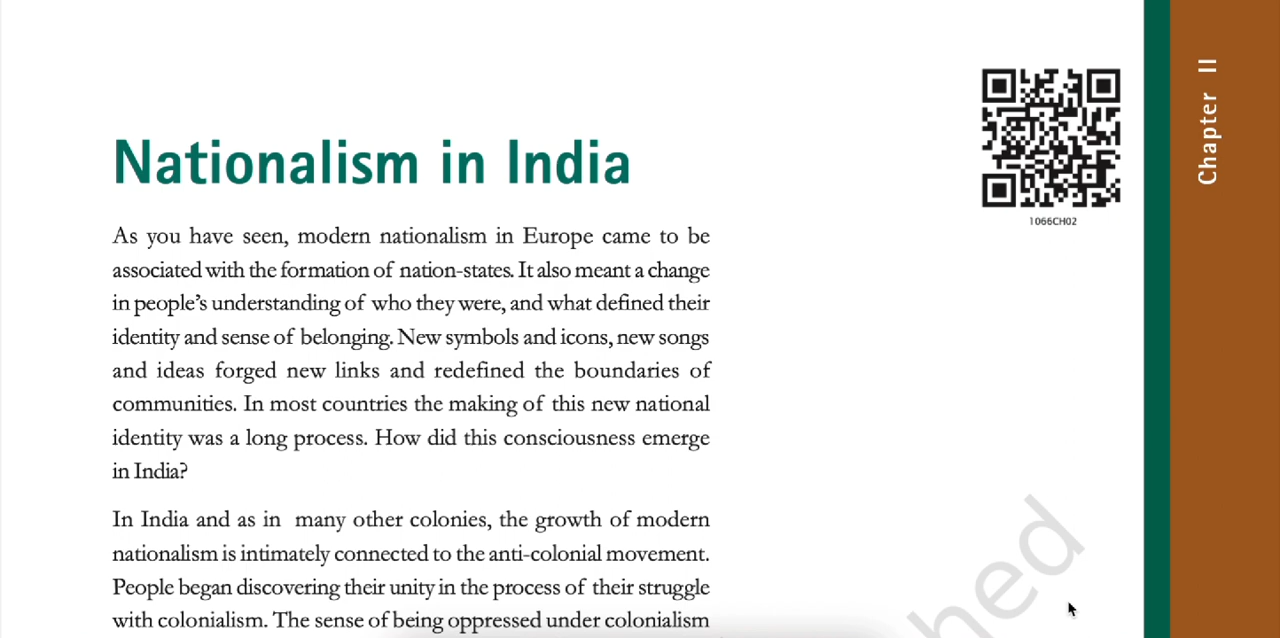 Chapter II
1066CH02
Nationalism in India
As you have seen, modern nationalism in Europe came to be
associated with the formation of nation-states. It also meant a change
in people’s understanding of who they were, and what defined their
identity and sense of belonging. New symbols and icons, new songs
and ideas forged new links and redefined the boundaries of
communities. In most countries the making of this new national
identity was a long process. How did this consciousness emerge
in India?
In India and as in many other colonies, the growth of modern
nationalism is intimately connected to the anti-colonial movement.
People began discovering their unity in the process of their struggle
with colonialism. The sense of being oppressed under colonialism